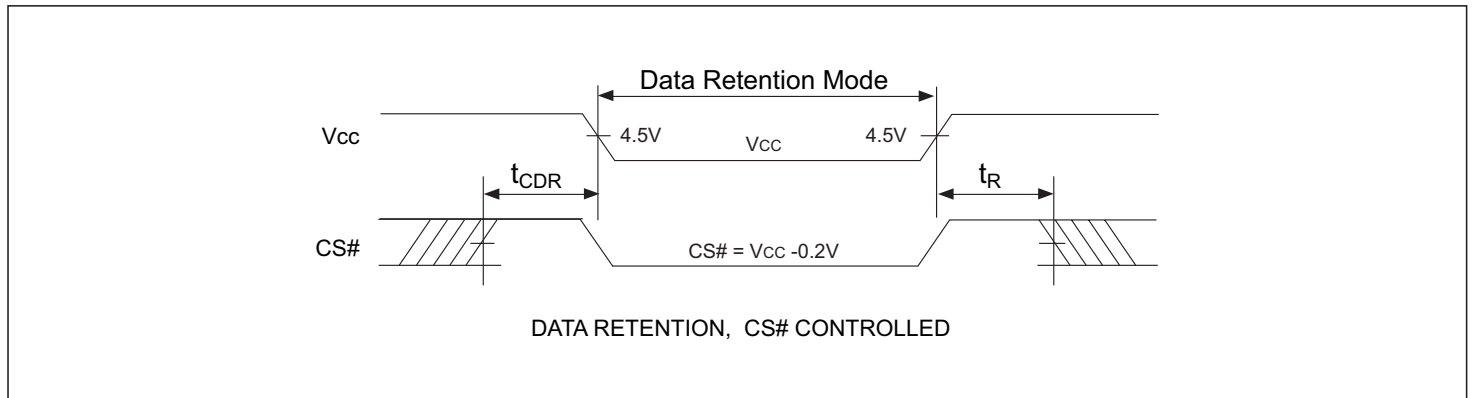 Data Retention Mode
Vcc
4.5V
Vcc
4.5V
tCDR
tR
CS#
CS# = Vcc -0.2V
DATA RETENTION, CS# CONTROLLED